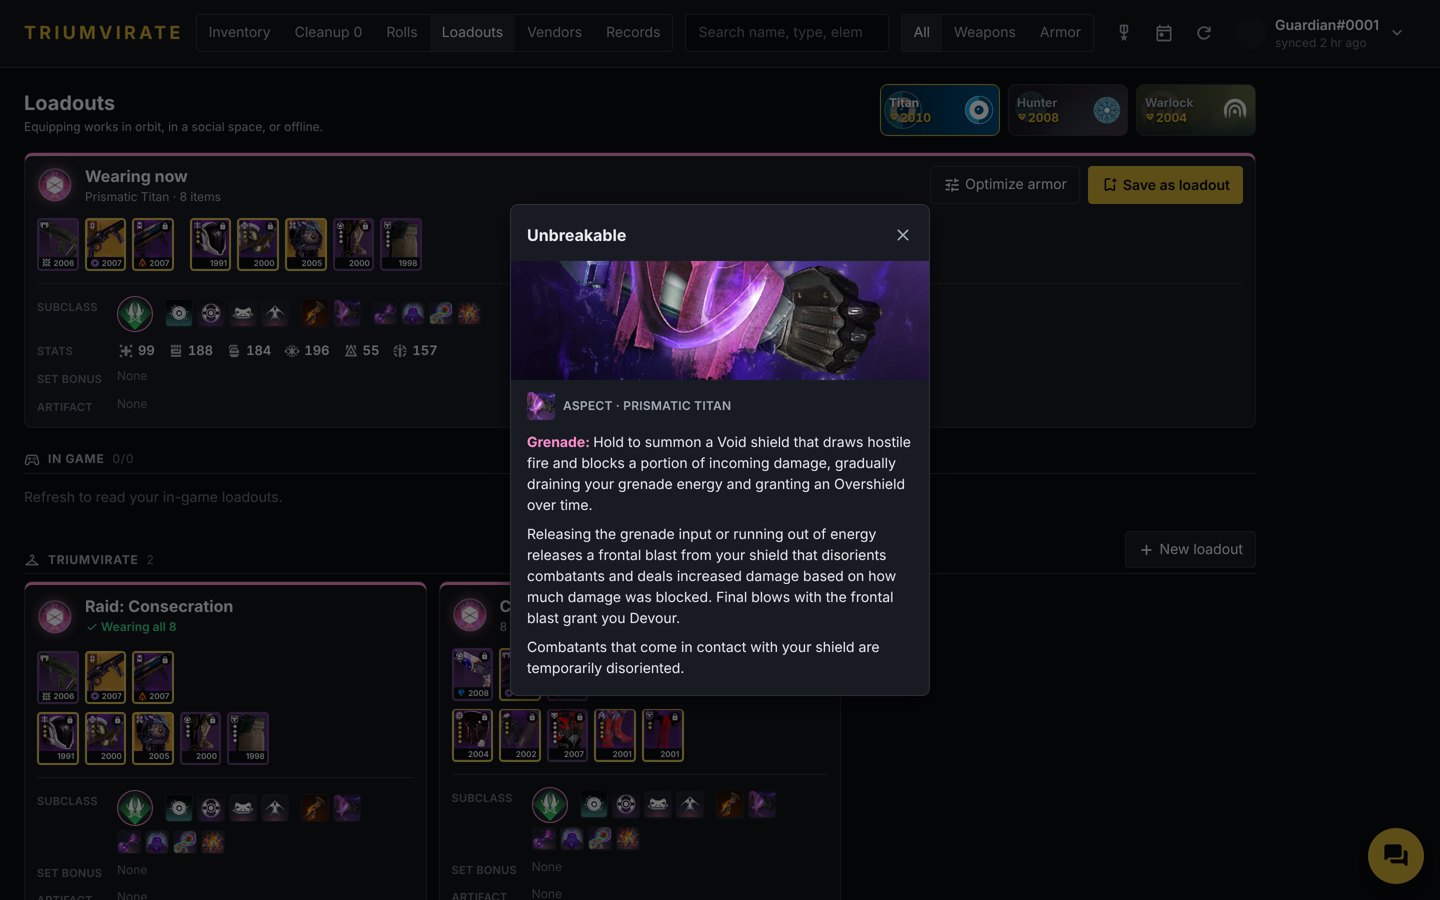 TRIUMVIRATE
Inventory
Cleanup 0
Rolls
Loadouts
Vendors
Records
Search name, type, elem
All
Weapons
Armor
Guardian#0001
synced 2 hr ago
Loadouts
Equipping works in orbit, in a social space, or offline.
Titan
2010
Hunter
2008
Warlock
2004
Wearing now
Prismatic Titan · 8 items
Optimize armor
Save as loadout
2006
2007
2007
1991
2000
2005
2000
1998
SUBCLASS
STATS
99
188
184
196
55
157
SET BONUS
None
ARTIFACT
None
Unbreakable
ASPECT · PRISMATIC TITAN
Grenade: Hold to summon a Void shield that draws hostile
fire and blocks a portion of incoming damage, gradually
draining your grenade energy and granting an Overshield
over time.
Releasing the grenade input or running out of energy
releases a frontal blast from your shield that disorients
combatants and deals increased damage based on how
much damage was blocked. Final blows with the frontal
blast grant you Devour.
Combatants that come in contact with your shield are
temporarily disoriented.
IN GAME 0/0
Refresh to read your in-game loadouts.
TRIUMVIRATE 2
New loadout
Raid: Consecration
Wearing all 8
2006
2007
2007
1991
2000
2005
2000
1998
SUBCLASS
SET BONUS
None
ARTIFACT
None
C
8
2008
2004
2002
2007
2001
2001
SUBCLASS
SET BONUS
None
ARTIFACT
None